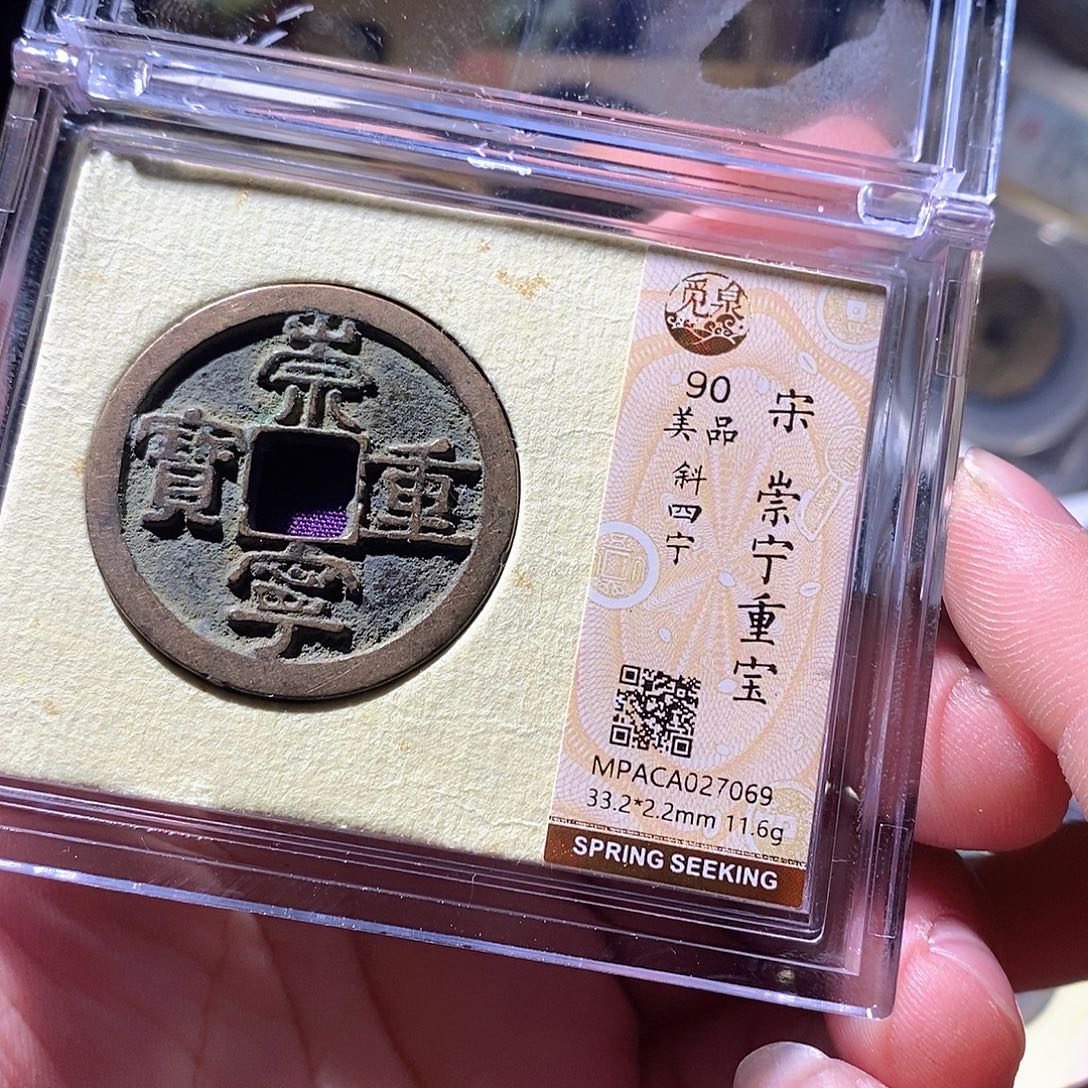 崇寧重寶
觅泉
宋 崇宁重宝
90
美品
斜四宁
MPACA027069
33.2*2.2mm 11.6g
SPRING SEEKING